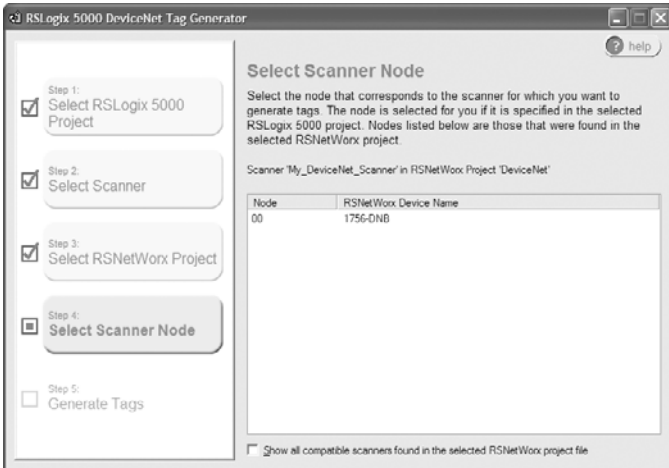 RSLogix 5000 DeviceNet Tag Generator
help
Step 1:
Select RSLogix 5000
Project
Step 2:
Select Scanner
Step 3:
Select RSNetWorx Project
Step 4:
Select Scanner Node
Step 5:
Generate Tags
Select Scanner Node
Select the node that corresponds to the scanner for which you want to
generate tags. The node is selected for you if it is specified in the selected
RSLogix 5000 project. Nodes listed below are those that were found in the
selected RSNetWorx project.
Scanner 'My_DeviceNet_Scanner' in RSNetWorx Project 'DeviceNet'
Node RSNetWorx Device Name
00 1756-DNB
Show all compatible scanners found in the selected RSNetWorx project file